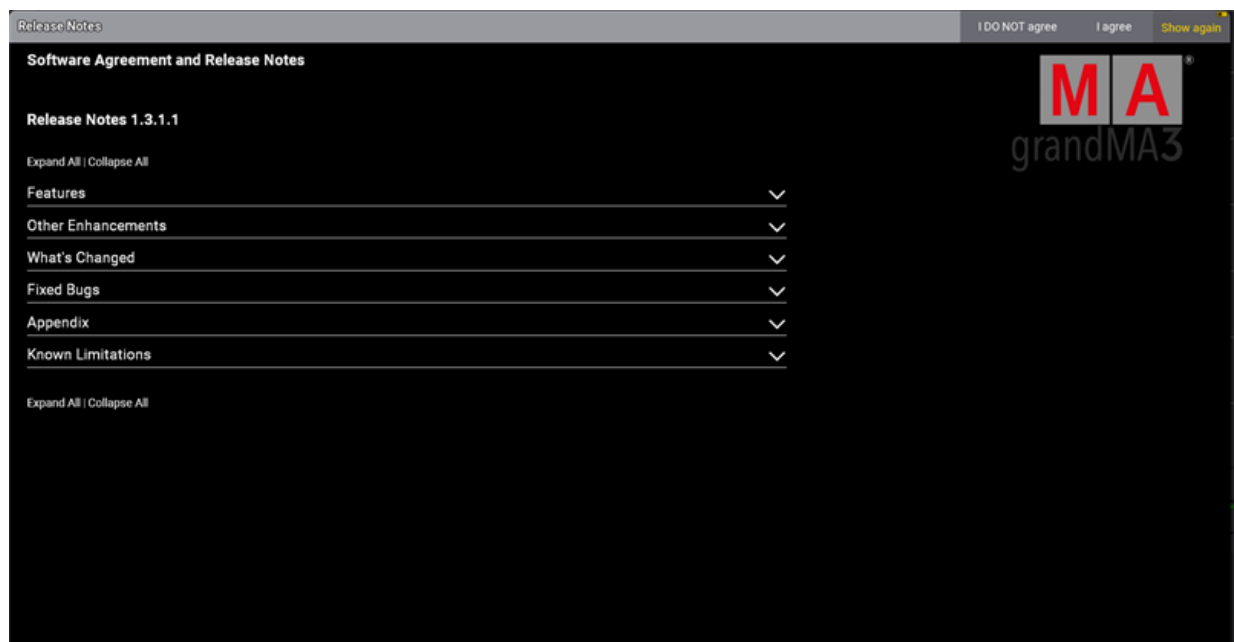 Release Notes I DO NOT agree I agree Show again
Software Agreement and Release Notes
MA®
grandMA3
Release Notes 1.3.1.1
Expand All | Collapse All
Features
Other Enhancements
What's Changed
Fixed Bugs
Appendix
Known Limitations
Expand All | Collapse All